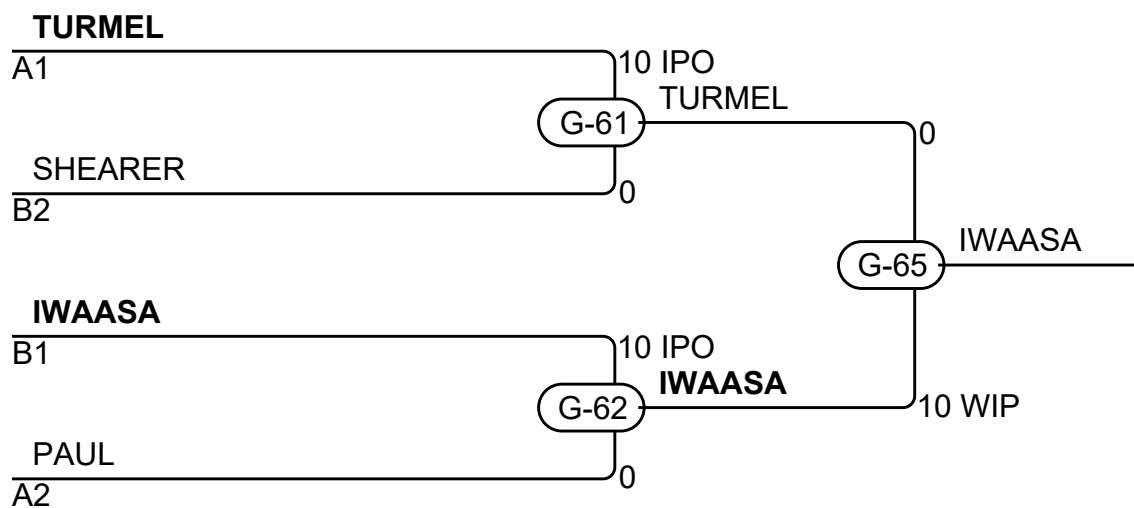 TURMEL
A1
10 IPO
TURMEL
G-61
0
SHEARER
0
B2
IWAASA
G-65
IWAASA
B1
10 IPO
IWAASA
G-62
10 WIP
PAUL
0
A2